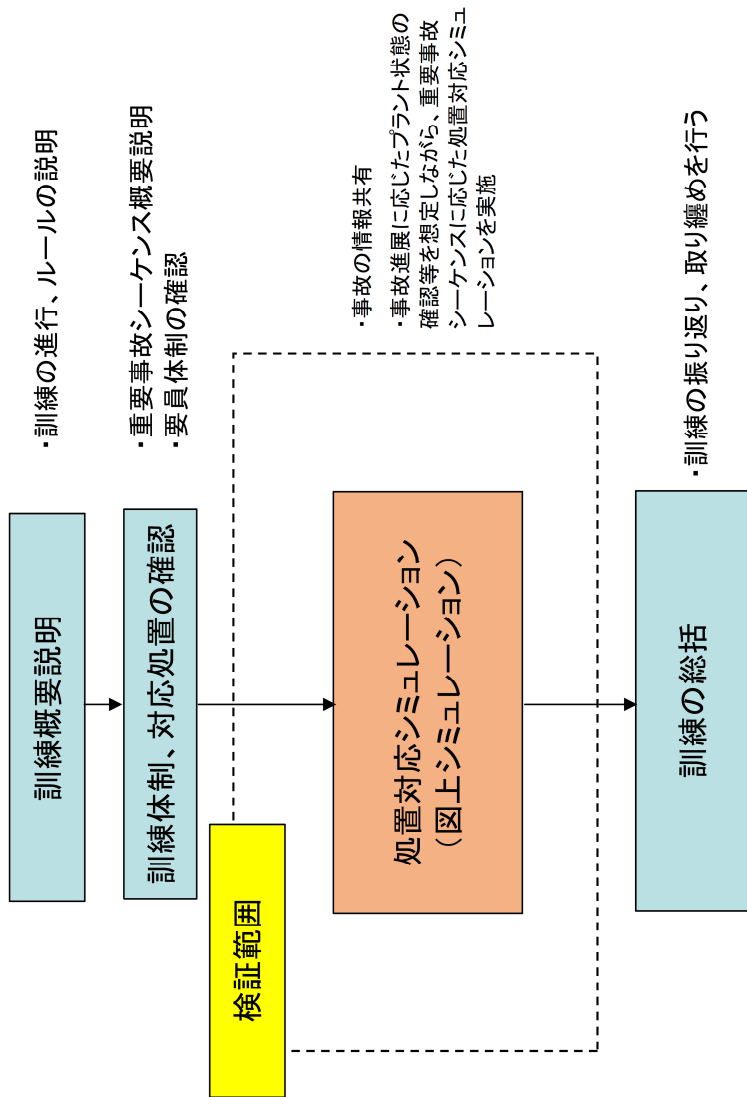 訓練概要説明
・訓練の進行、ルールの説明
訓練体制、対応処置の確認
・重要事故シーケンス概要説明
・要員体制の確認
検証範囲
処置対応シミュレーション
（図上シミュレーション）
・事故の情報共有
・事故進展に応じたプラント状態の
確認等を想定しながら、重要事故
シーケンスに応じた処置対応シミュ
レーションを実施
訓練の総括
・訓練の振り返り、取り纏めを行う